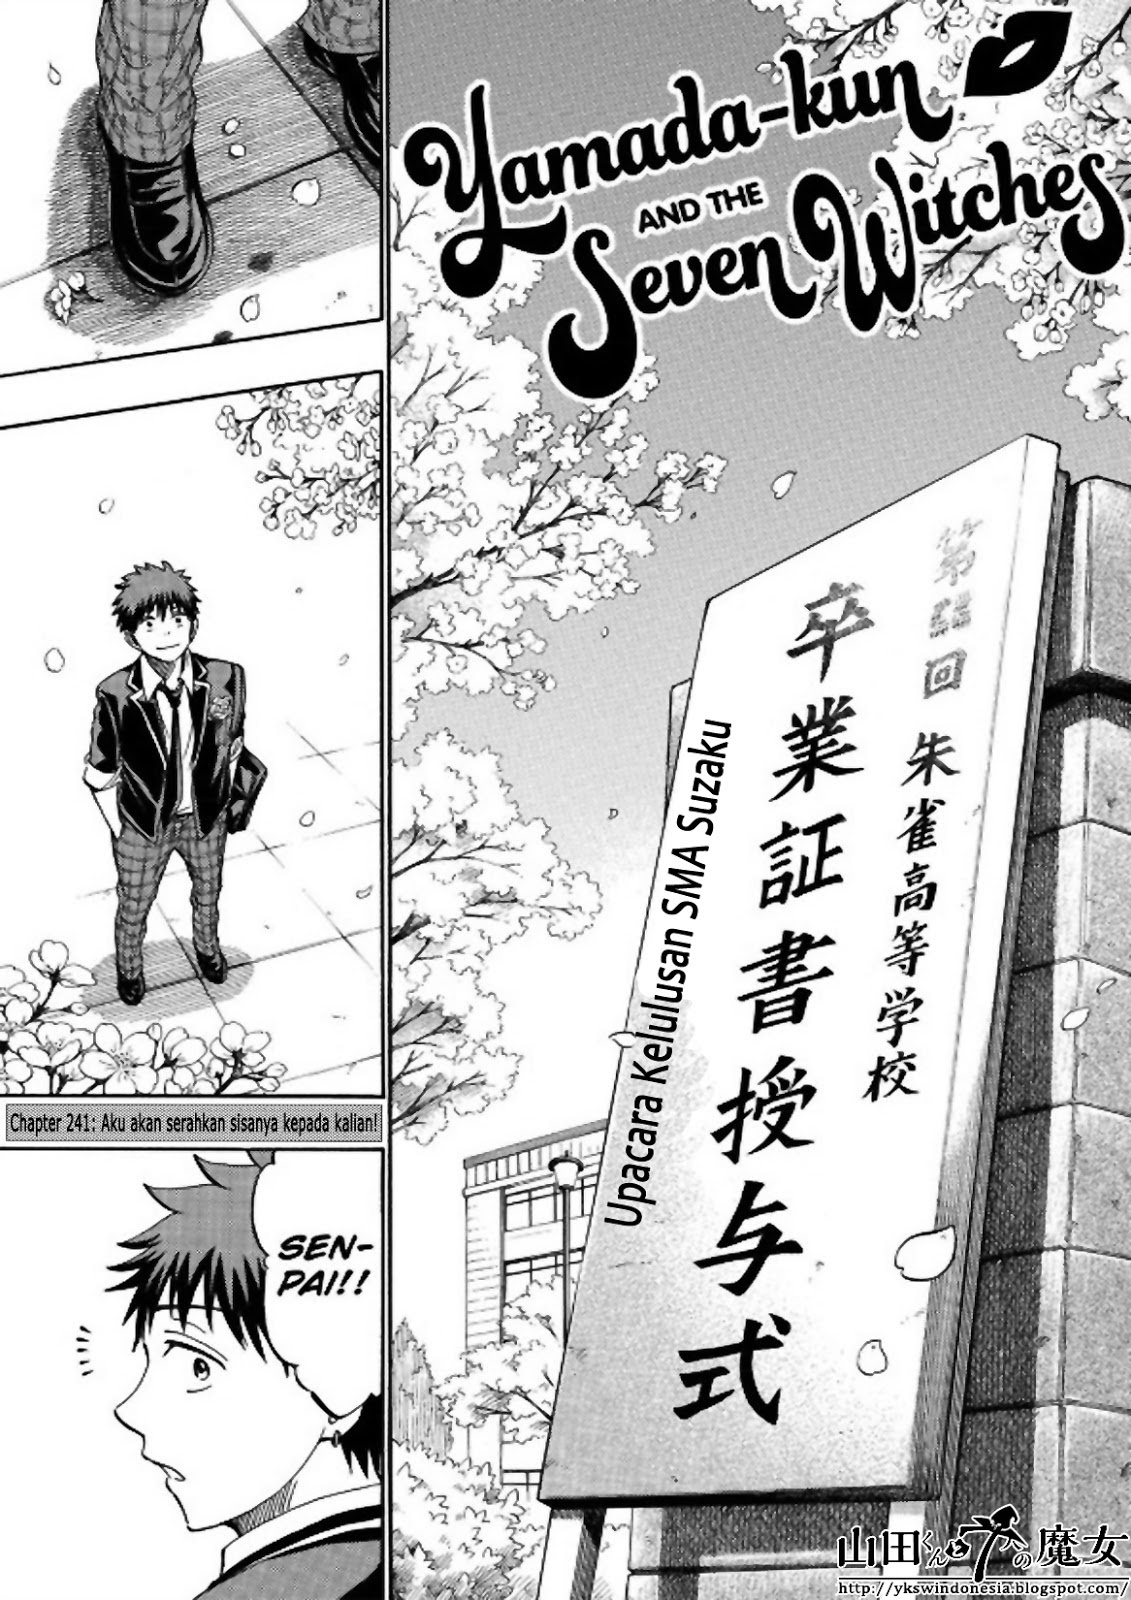 Yamada-kun
AND THE
Seven Witches
回 朱雀高等学校
卒業証書授与式
Upacara Kelulusan SMA Suzaku
Chapter 241: Aku akan serahkan sisanya kepada kalian!
SEN-
PAI!!
山田くんと7人の魔女
http://ykswindonesia.blogspot.com/